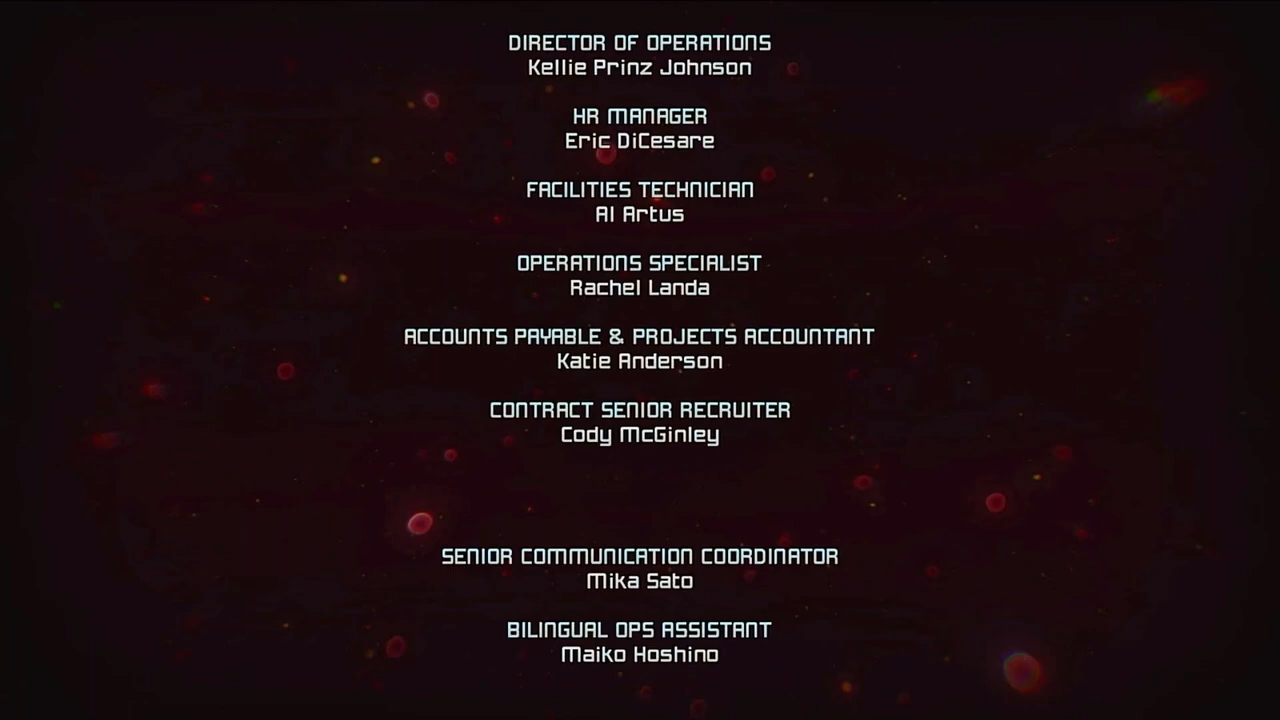 DIRECTOR OF OPERATIONS
Kellie Prinz Johnson
HR MANAGER
Eric DiCesare
FACILITIES TECHNICIAN
Al Artus
OPERATIONS SPECIALIST
Rachel Landa
ACCOUNTS PAYABLE & PROJECTS ACCOUNTANT
Katie Anderson
CONTRACT SENIOR RECRUITER
Cody McGinley
SENIOR COMMUNICATION COORDINATOR
Mika Sato
BILINGUAL OPS ASSISTANT
Maiko Hoshino